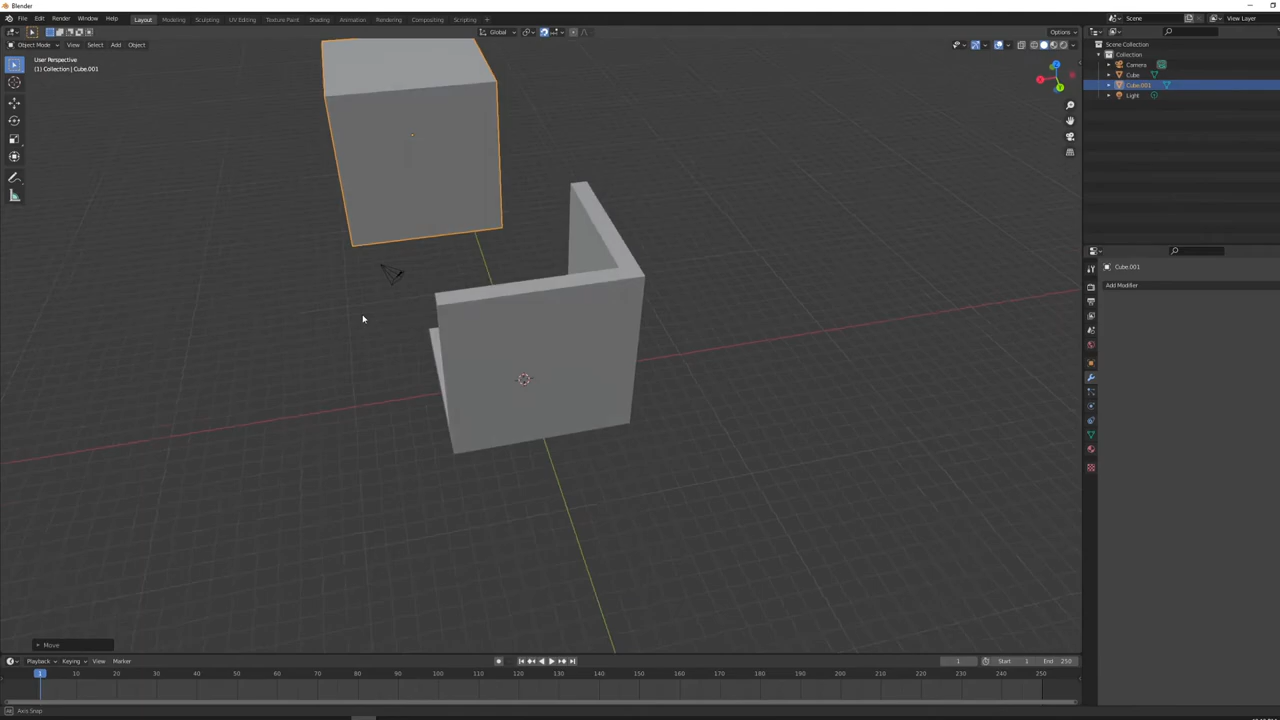 Blender
File Edit Render Window Help Layout Modeling Sculpting UV Editing Texture Paint Shading Animation Rendering Compositing Scripting + Scene View Layer
Global Options
Object Mode View Select Add Object
User Perspective
(1) Collection | Cube.001
Scene Collection
Collection
Camera
Cube
Cube.001
Light
Cube.001
Add Modifier
Move
Playback Keying View Marker 1 Start 1 End 250
1 10 20 30 40 50 60 70 80 90 100 110 120 130 140 150 160 170 180 190 200 210 220 230 240 250
Axis Snap